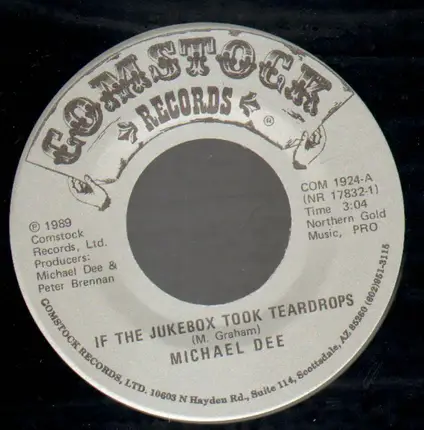 COMSTOCK
RECORDS
®
℗ 1989
Comstock
Records, Ltd.
Producers:
Michael Dee &
Peter Brennan
COM 1924-A
(NR 17832-1)
Time 3:04
Northern Gold
Music, PRO
IF THE JUKEBOX TOOK TEARDROPS
(M. Graham)
MICHAEL DEE
COMSTOCK RECORDS, LTD. 10603 N Hayden Rd., Suite 114, Scottsdale, AZ 85260 (602)951-3115